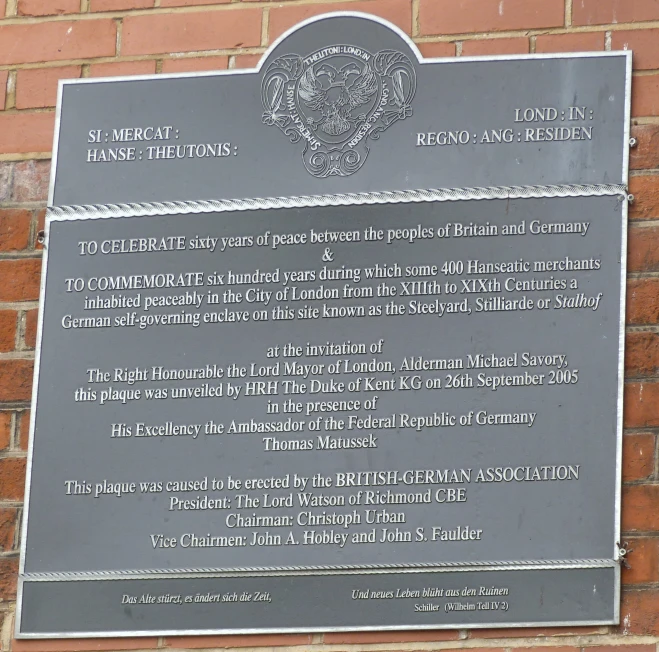 THEUTON: LONDIN
SI : MERCAT :
HANSE : THEUTONIS :
LOND : IN :
REGNO : ANG : RESIDEN
TO CELEBRATE sixty years of peace between the peoples of Britain and Germany
&
TO COMMEMORATE six hundred years during which some 400 Hanseatic merchants
inhabited peaceably in the City of London from the XIIIth to XIXth Centuries a
German self-governing enclave on this site known as the Steelyard, Stilliarde or Stalhof
at the invitation of
The Right Honourable the Lord Mayor of London, Alderman Michael Savory,
this plaque was unveiled by HRH The Duke of Kent KG on 26th September 2005
in the presence of
His Excellency the Ambassador of the Federal Republic of Germany
Thomas Matussek
This plaque was caused to be erected by the BRITISH-GERMAN ASSOCIATION
President: The Lord Watson of Richmond CBE
Chairman: Christoph Urban
Vice Chairmen: John A. Hobley and John S. Faulder
Das Alte stürzt, es ändert sich die Zeit,
Und neues Leben blüht aus den Ruinen
Schiller (Wilhelm Tell IV 2)